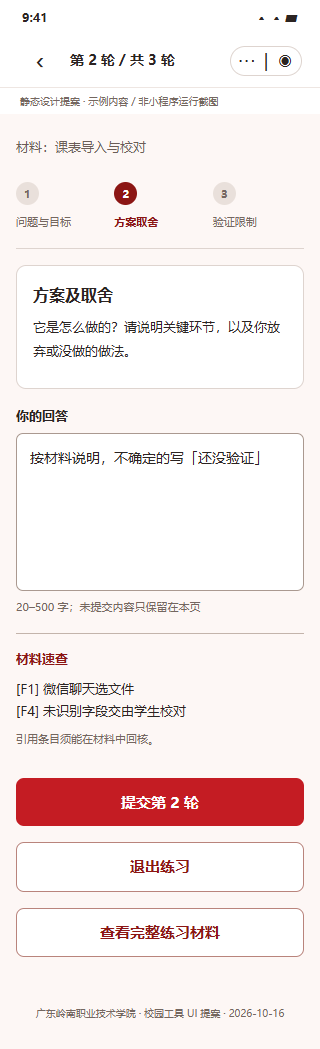 9:41
第 2 轮 / 共 3 轮
静态设计提案 · 示例内容 / 非小程序运行截图
材料：课表导入与校对
1 2 3
问题与目标 方案取舍 验证限制
方案及取舍
它是怎么做的？请说明关键环节，以及你放
弃或没做的做法。
你的回答
按材料说明，不确定的写「还没验证」
20–500 字；未提交内容只保留在本页
材料速查
[F1] 微信聊天选文件
[F4] 未识别字段交由学生校对
引用条目须能在材料中回核。
提交第 2 轮
退出练习
查看完整练习材料
广东岭南职业技术学院 · 校园工具 UI 提案 · 2026-10-16